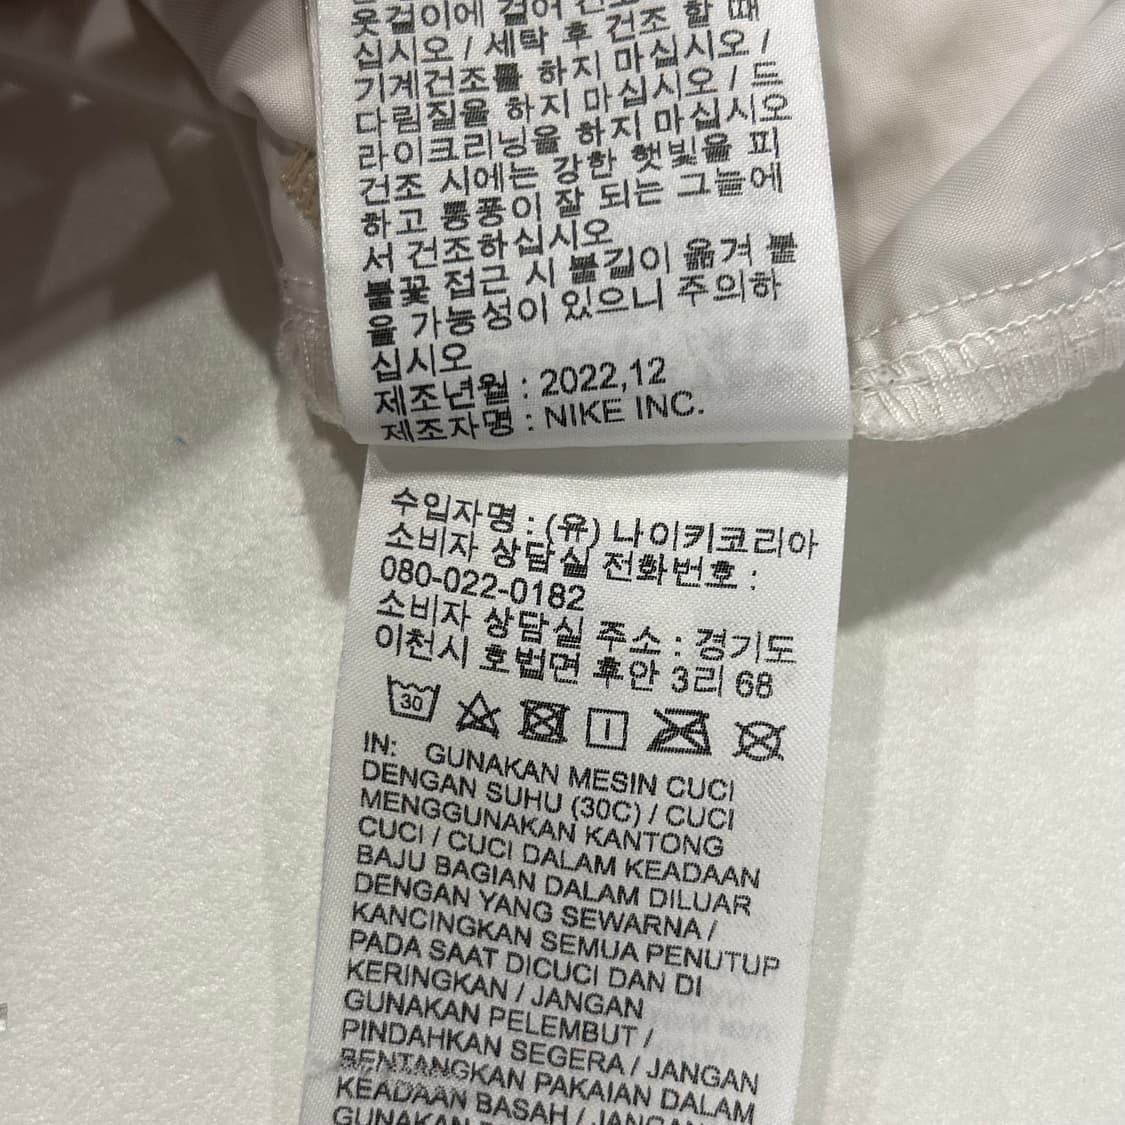 옷걸이에 걸어 건조
십시오 / 세탁 후 건조 할 때
기계건조를 하지 마십시오 /
다림질을 하지 마십시오 / 드
라이크리닝을 하지 마십시오
건조 시에는 강한 햇빛을 피
하고 통풍이 잘 되는 그늘에
서 건조하십시오
불꽃 접근 시 불길이 옮겨 붙
을 가능성이 있으니 주의하
십시오
제조년월 : 2022,12
제조자명 : NIKE INC.
수입자명 : (유) 나이키코리아
소비자 상담실 전화번호 :
080-022-0182
소비자 상담실 주소 : 경기도
이천시 호법면 후안 3리 68
30
IN: GUNAKAN MESIN CUCI
DENGAN SUHU (30C) / CUCI
MENGGUNAKAN KANTONG
CUCI / CUCI DALAM KEADAAN
BAJU BAGIAN DALAM DILUAR
DENGAN YANG SEWARNA /
KANCINGKAN SEMUA PENUTUP
PADA SAAT DICUCI DAN DI
KERINGKAN / JANGAN
GUNAKAN PELEMBUT /
PINDAHKAN SEGERA / JANGAN
BENTANGKAN PAKAIAN DALAM
KEADAAN BASAH / JANGAN
GUNAKAN